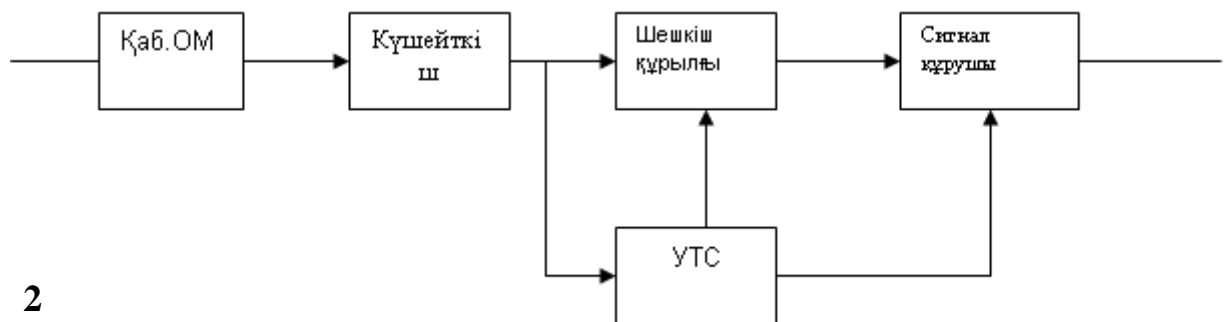 Қаб.ОМ
Күшейткі
ш
Шешкіш
құрылғы
Сигнал
құрушы
УТС
2